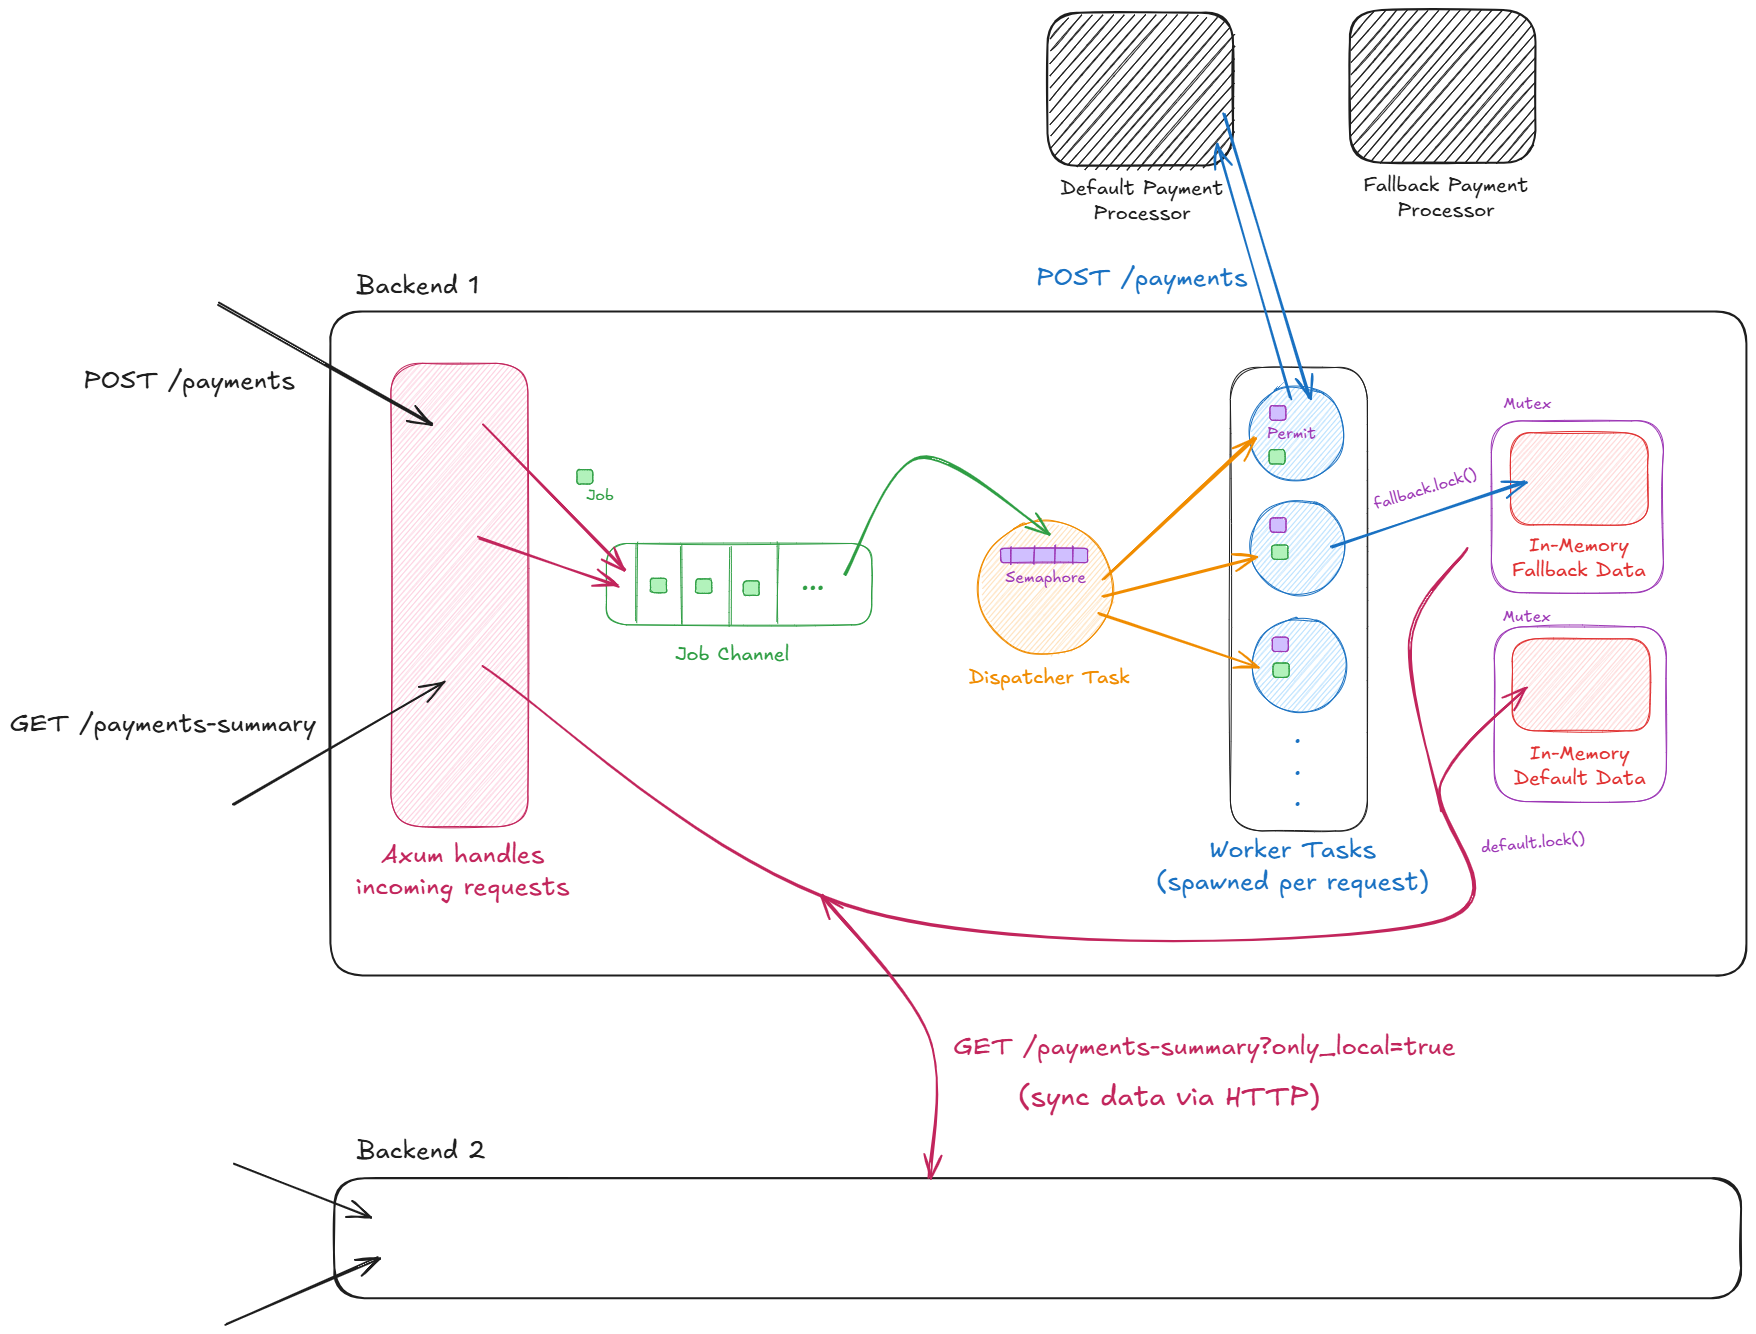 Default Payment
Processor
Fallback Payment
Processor
POST /payments
Backend 1
POST /payments
GET /payments-summary
Axum handles
incoming requests
Job
Job Channel
Semaphore
Dispatcher Task
Permit
Worker Tasks
(spawned per request)
fallback.lock()
Mutex
In-Memory
Fallback Data
Mutex
In-Memory
Default Data
default.lock()
GET /payments-summary?only_local=true
(sync data via HTTP)
Backend 2